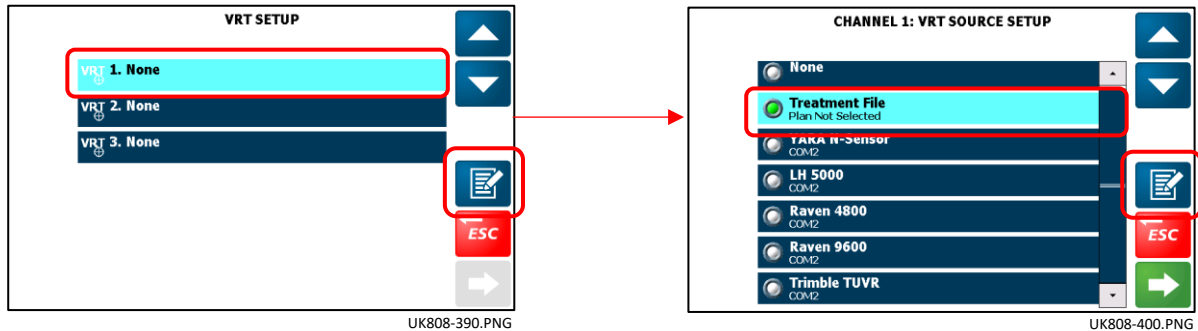 VRT SETUP
VRT 1. None
VRT 2. None
VRT 3. None
ESC
UK808-390.PNG
CHANNEL 1: VRT SOURCE SETUP
None
Treatment File
Plan Not Selected
YARA N-Sensor
COM2
LH 5000
COM2
Raven 4800
COM2
Raven 9600
COM2
Trimble TUVR
COM2
ESC
UK808-400.PNG